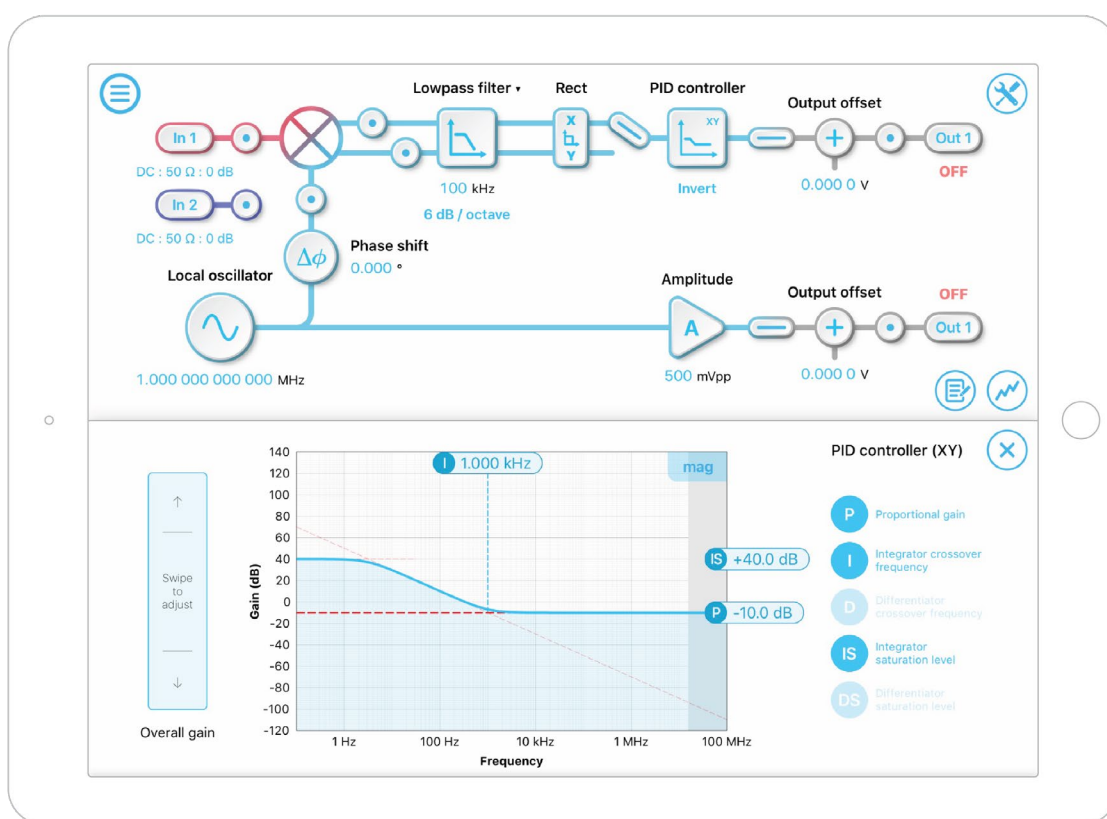 Lowpass filter ▾
Rect
PID controller
Output offset
In 1
X
Y
XY
+
Out 1
DC : 50 Ω : 0 dB
100 kHz
Invert
0.000 0 V
OFF
In 2
6 dB / octave
DC : 50 Ω : 0 dB
Δϕ
Phase shift
0.000 °
Local oscillator
Amplitude
Output offset
OFF
A
+
Out 1
1.000 000 000 000 MHz
500 mVpp
0.000 0 V
PID controller (XY)
140
120
100
80
60
40
20
0
-20
-40
-60
-80
-100
-120
Gain (dB)
I 1.000 kHz
mag
IS +40.0 dB
P -10.0 dB
1 Hz
100 Hz
10 kHz
1 MHz
100 MHz
Frequency
↑
Swipe
to
adjust
↓
Overall gain
P Proportional gain
I Integrator crossover
frequency
D Differentiator
crossover frequency
IS Integrator
saturation level
DS Differentiator
saturation level